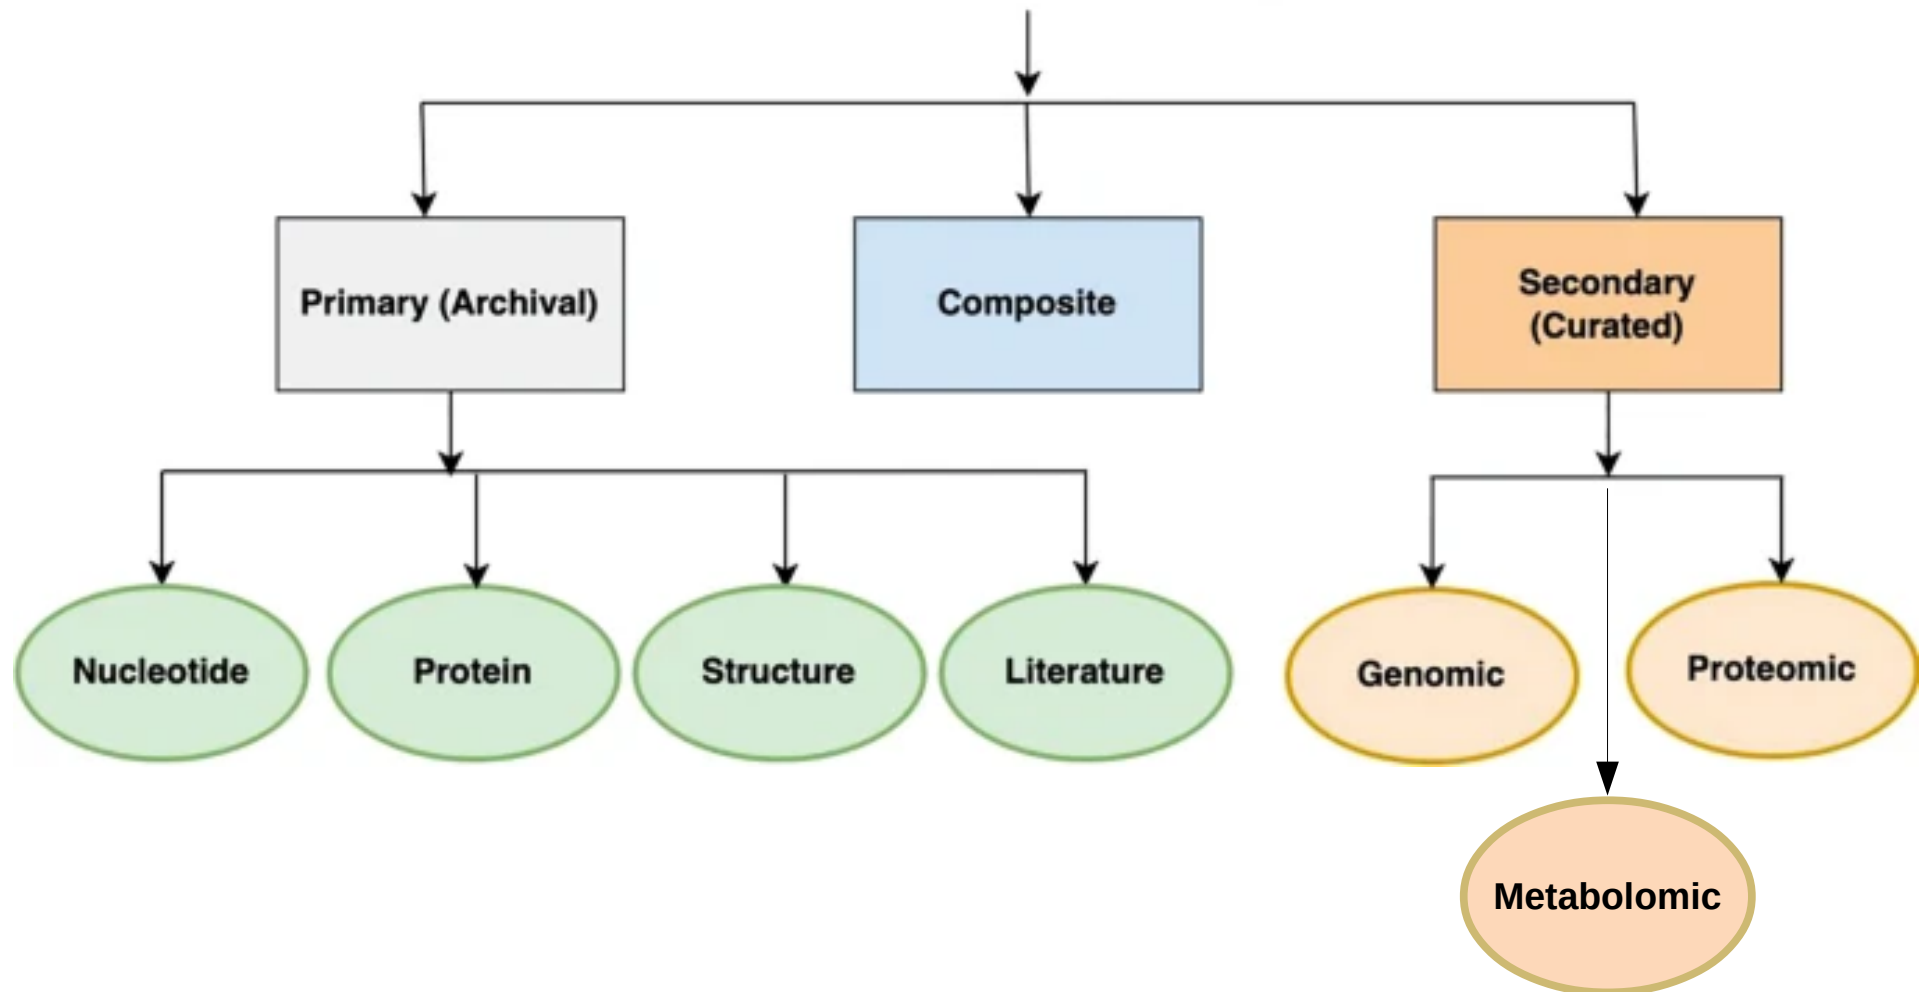 Primary (Archival)
Composite
Secondary
(Curated)
Nucleotide
Protein
Structure
Literature
Genomic
Proteomic
Metabolomic